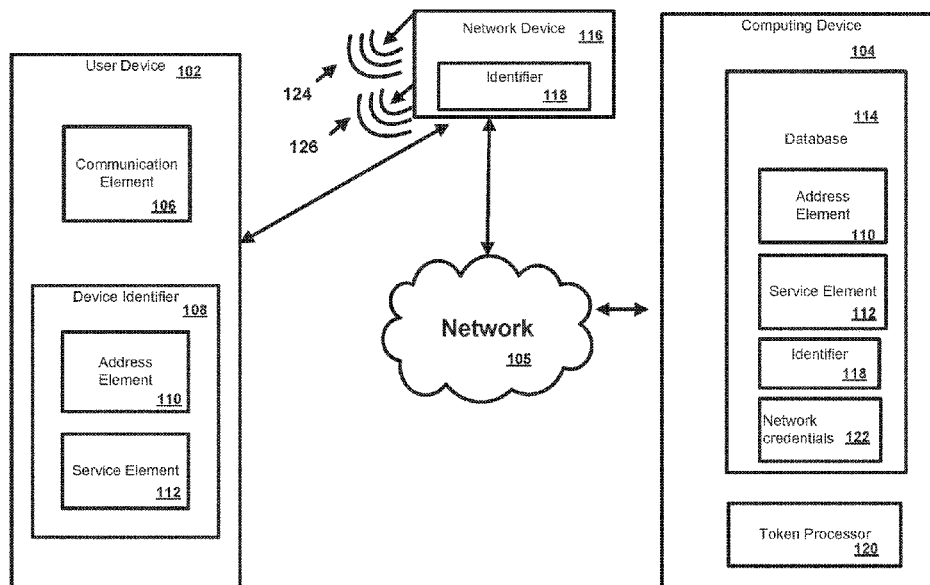 User Device
102
Communication
Element
106
Device Identifier
108
Address
Element
110
Service Element
112
124
126
Network Device
116
Identifier
118
Network
105
Computing Device
104
114
Database
Address
Element
110
Service Element
112
Identifier
118
Network
credentials 122
Token Processor
120